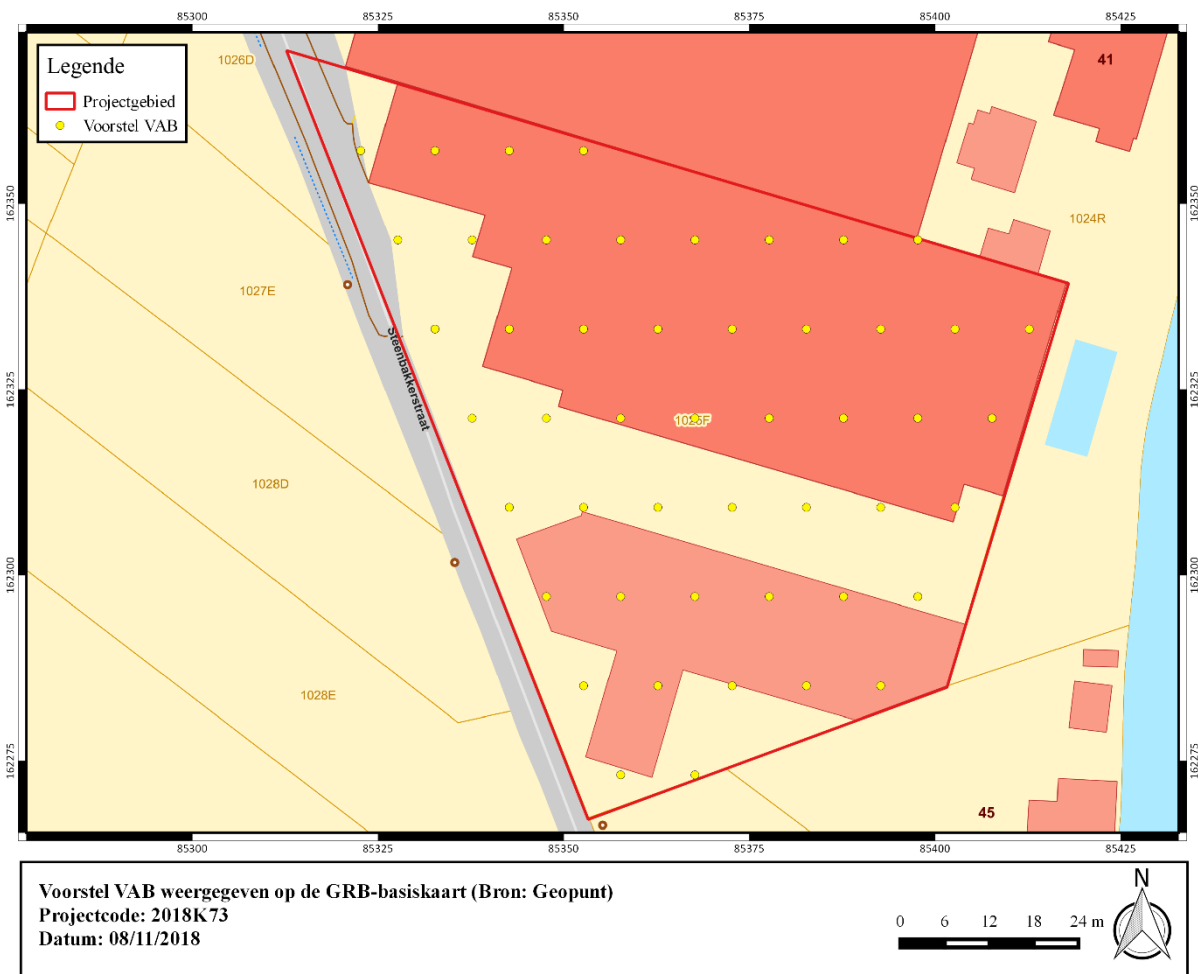 85300 85325 85350 85375 85400 85425
Legende
Projectgebied
Voorstel VAB
1026D
41
162350
162350
1024R
1027E
Steenbakkerstraat
162325
162325
1025F
1028D
162300
162300
1028E
162275
162275
45
85300 85325 85350 85375 85400 85425
Voorstel VAB weergegeven op de GRB-basiskaart (Bron: Geopunt)
Projectcode: 2018K73
Datum: 08/11/2018
N
0 6 12 18 24 m